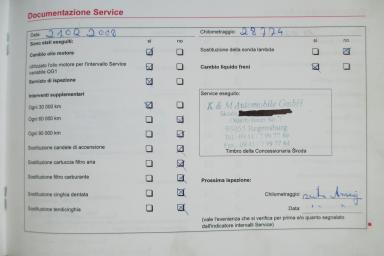 Documentazione Service
Data: 21.02.2008
Chilometraggio: 28774
Sono stati eseguiti:
sì no
sì no
Cambio olio motore
Sostituzione della sonda lambda
utilizzato l'olio motore per l'intervallo Service
variabile QG1
Cambio liquido freni
Servizio di ispezione
Interventi supplementari
Service eseguito:
Ogni 30 000 km
K & M Automobile GmbH
Ogni 60 000 km
Ogni 90 000 km
Regensburg
Sostituzione candele di accensione
Timbro della Concessionaria Škoda
Sostituzione cartuccia filtro aria
Sostituzione filtro carburante
Prossima ispezione:
Sostituzione cinghia dentata
Chilometraggio:
Sostituzione tendicinghia
Data:
(vale l'evenienza che si verifica per prima e/o quanto segnalato
dall'indicatore intervalli Service)